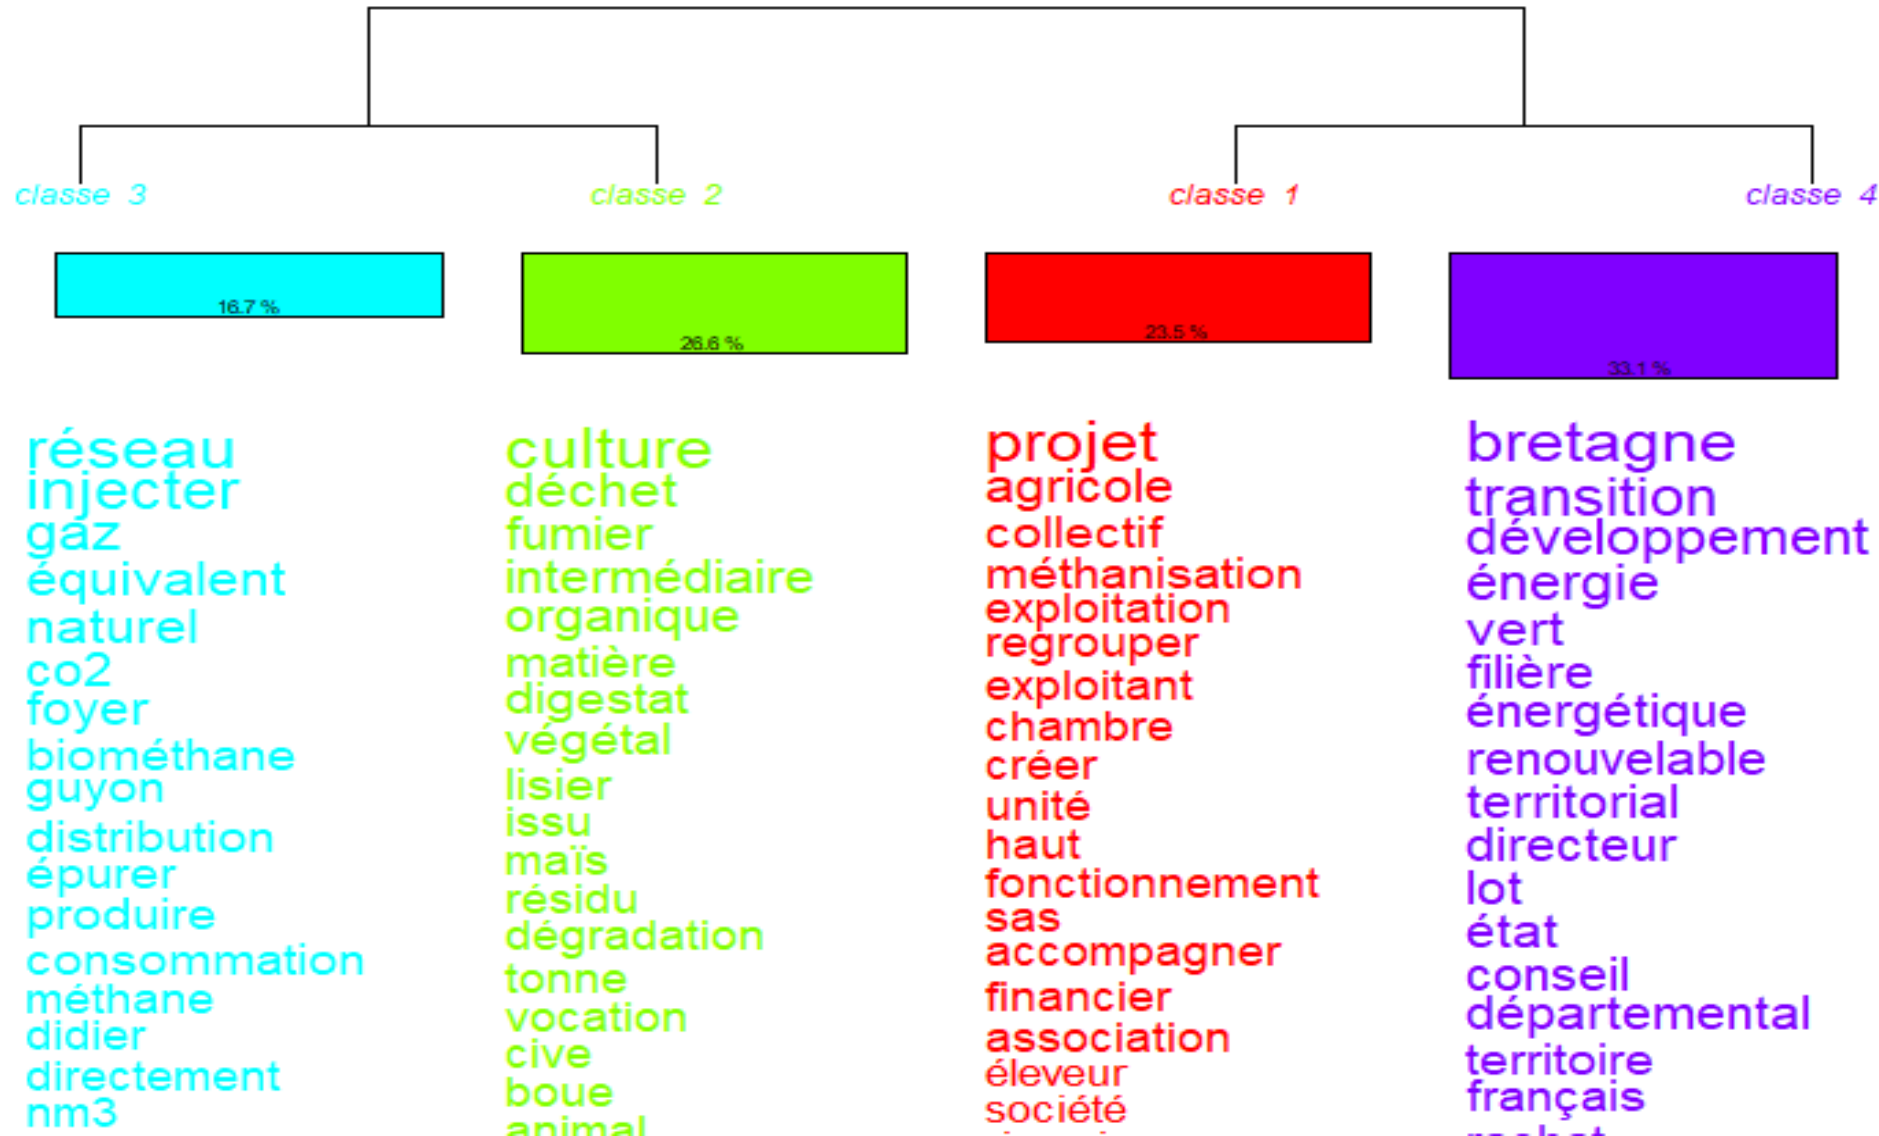 classe 3
classe 2
classe 1
classe 4
16.7 %
26.6 %
23.5 %
33.1 %
réseau
injecter
gaz
équivalent
naturel
co2
foyer
biométhane
guyon
distribution
épurer
produire
consommation
méthane
didier
directement
nm3
culture
déchet
fumier
intermédiaire
organique
matière
digestat
végétal
lisier
issu
maïs
résidu
dégradation
tonne
vocation
cive
boue
animal
projet
agricole
collectif
méthanisation
exploitation
regrouper
exploitant
chambre
créer
unité
haut
fonctionnement
sas
accompagner
financier
association
éleveur
société
bretagne
transition
développement
énergie
vert
filière
énergétique
renouvelable
territorial
directeur
lot
état
conseil
départemental
territoire
français